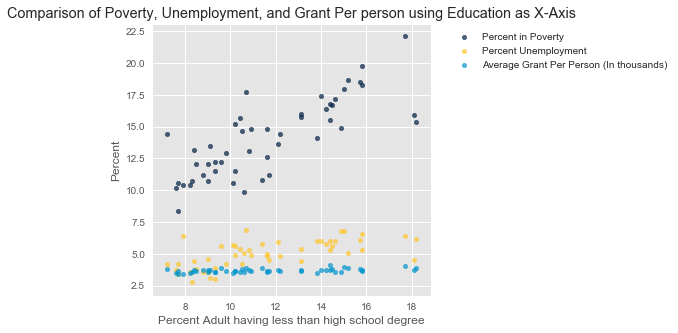 Comparison of Poverty, Unemployment, and Grant Per person using Education as X-Axis
22.5
20.0
17.5
15.0
12.5
10.0
7.5
5.0
2.5
Percent
8 10 12 14 16 18
Percent Adult having less than high school degree
Percent in Poverty
Percent Unemployment
Average Grant Per Person (In thousands)